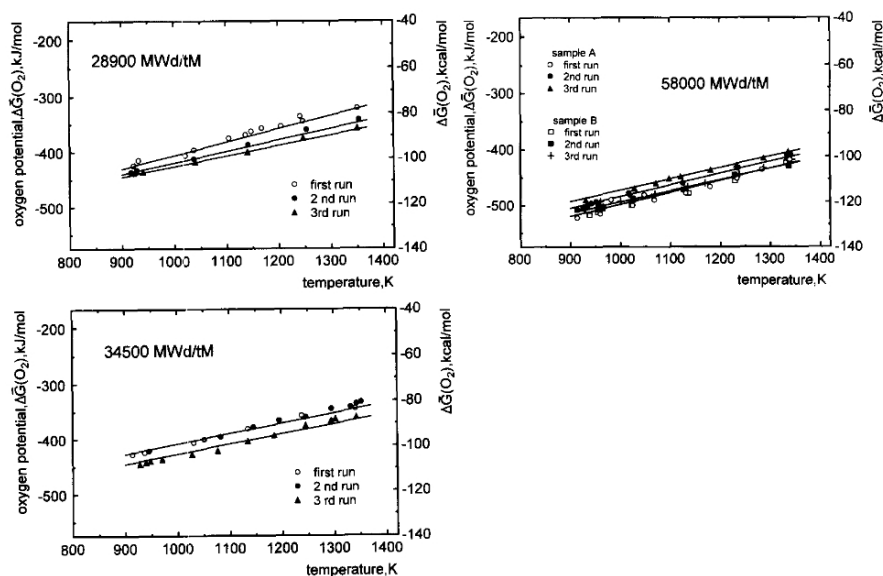 28900 MWd/tM
oxygen potential,ΔḠ(O₂),kJ/mol
-200
-300
-400
-500
ΔḠ(O₂),kcal/mol
-40
-60
-80
-100
-120
-140
first run
2 nd run
3rd run
800 900 1000 1100 1200 1300 1400
temperature,K
58000 MWd/tM
oxygen potential,ΔḠ(O₂),kJ/mol
-200
-300
-400
-500
ΔḠ(O₂),kcal/mol
-40
-60
-80
-100
-120
-140
sample A
first run
2nd run
3rd run
sample B
first run
2nd run
3rd run
800 900 1000 1100 1200 1300 1400
temperature,K
34500 MWd/tM
oxygen potential,ΔḠ(O₂),kJ/mol
-200
-300
-400
-500
ΔḠ(O₂),kcal/mol
-40
-60
-80
-100
-120
-140
first run
2 nd run
3 rd run
800 900 1000 1100 1200 1300 1400
temperature,K